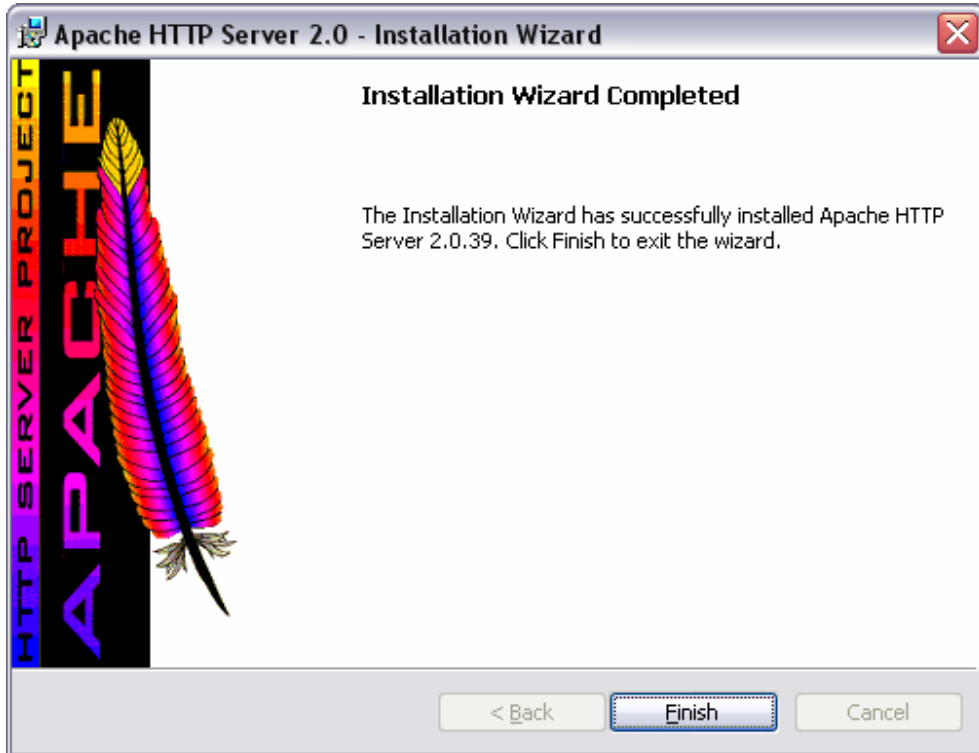 Apache HTTP Server 2.0 - Installation Wizard
HTTP SERVER PROJECT
APACHE
Installation Wizard Completed
The Installation Wizard has successfully installed Apache HTTP
Server 2.0.39. Click Finish to exit the wizard.
< Back
Finish
Cancel